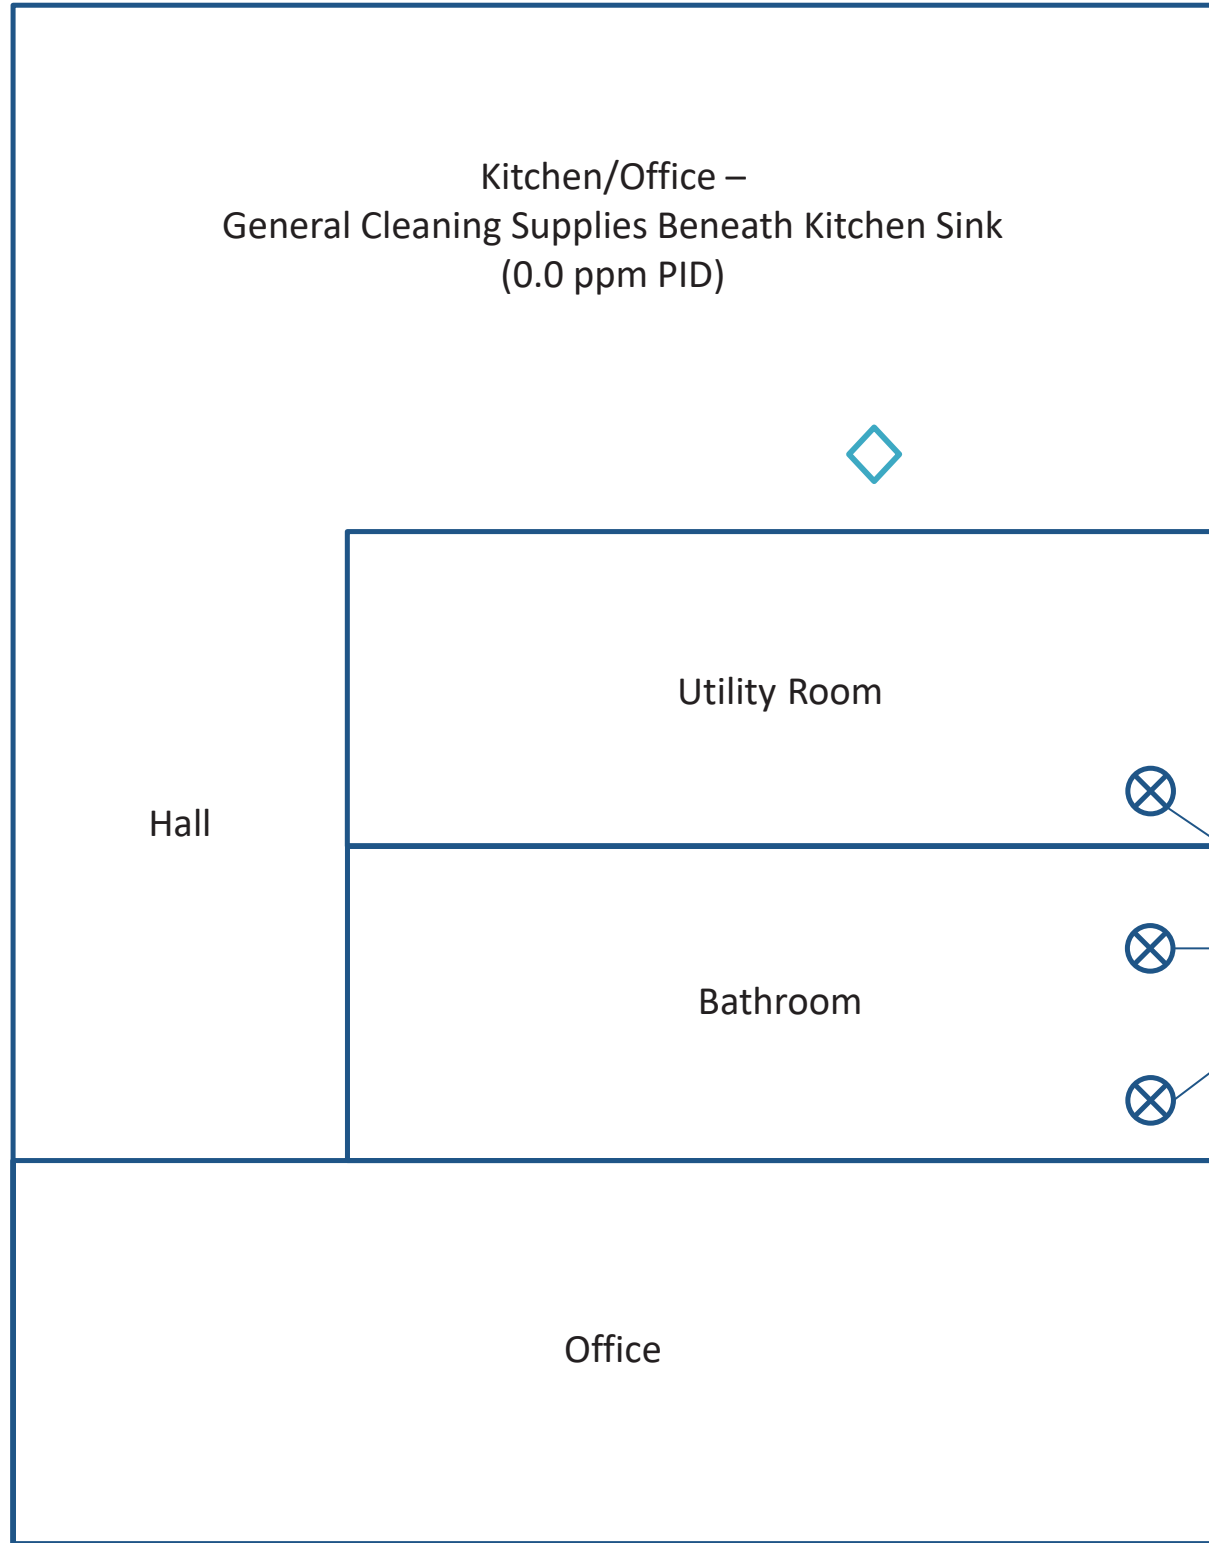 Kitchen/Office –
General Cleaning Supplies Beneath Kitchen Sink
(0.0 ppm PID)
Utility Room
Hall
Bathroom
Office